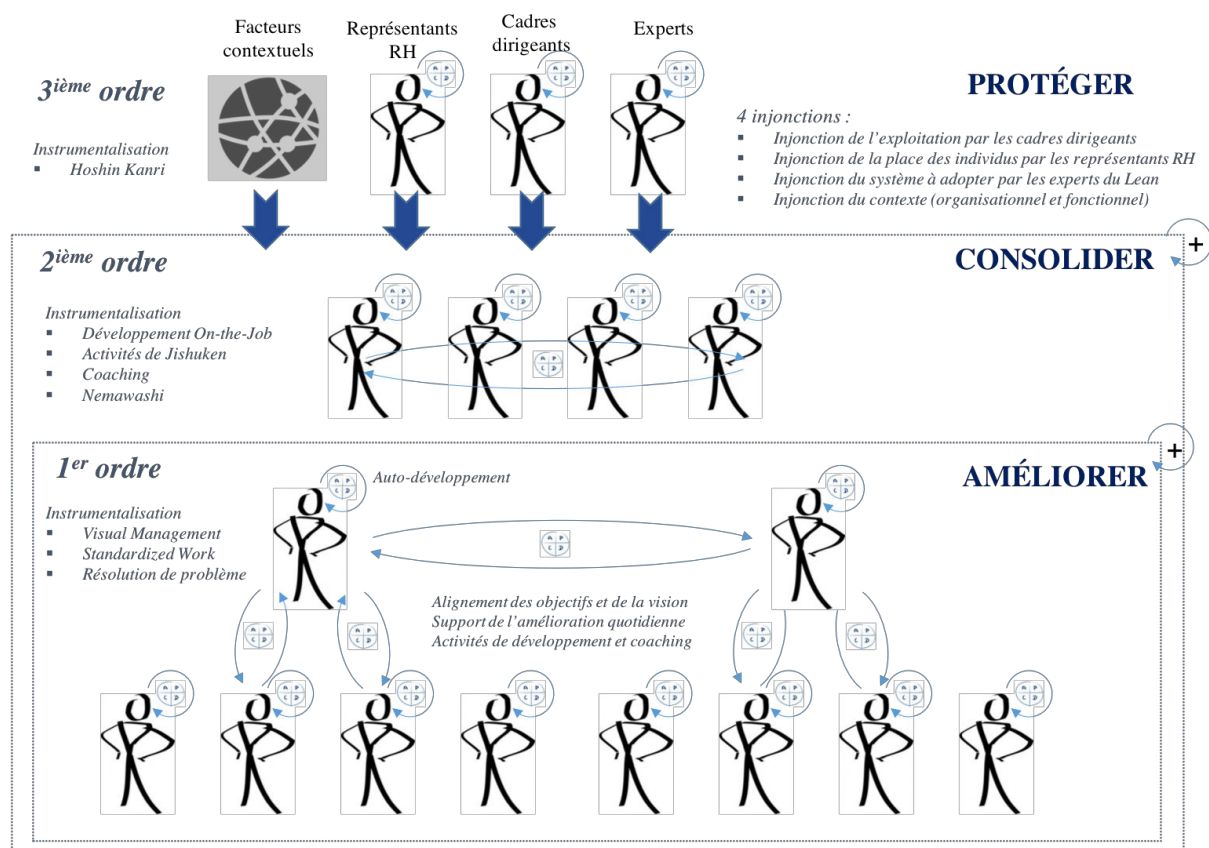 Facteurs
contextuels
Représentants
RH
Cadres
dirigeants
Experts
3ième ordre
Instrumentalisation
▪ Hoshin Kanri
PROTÉGER
4 injonctions :
▪ Injonction de l'exploitation par les cadres dirigeants
▪ Injonction de la place des individus par les représentants RH
▪ Injonction du système à adopter par les experts du Lean
▪ Injonction du contexte (organisationnel et fonctionnel)
+
2ième ordre
CONSOLIDER
Instrumentalisation
▪ Développement On-the-Job
▪ Activités de Jishuken
▪ Coaching
▪ Nemawashi
+
1er ordre
AMÉLIORER
Auto-développement
Instrumentalisation
▪ Visual Management
▪ Standardized Work
▪ Résolution de problème
Alignement des objectifs et de la vision
Support de l'amélioration quotidienne
Activités de développement et coaching